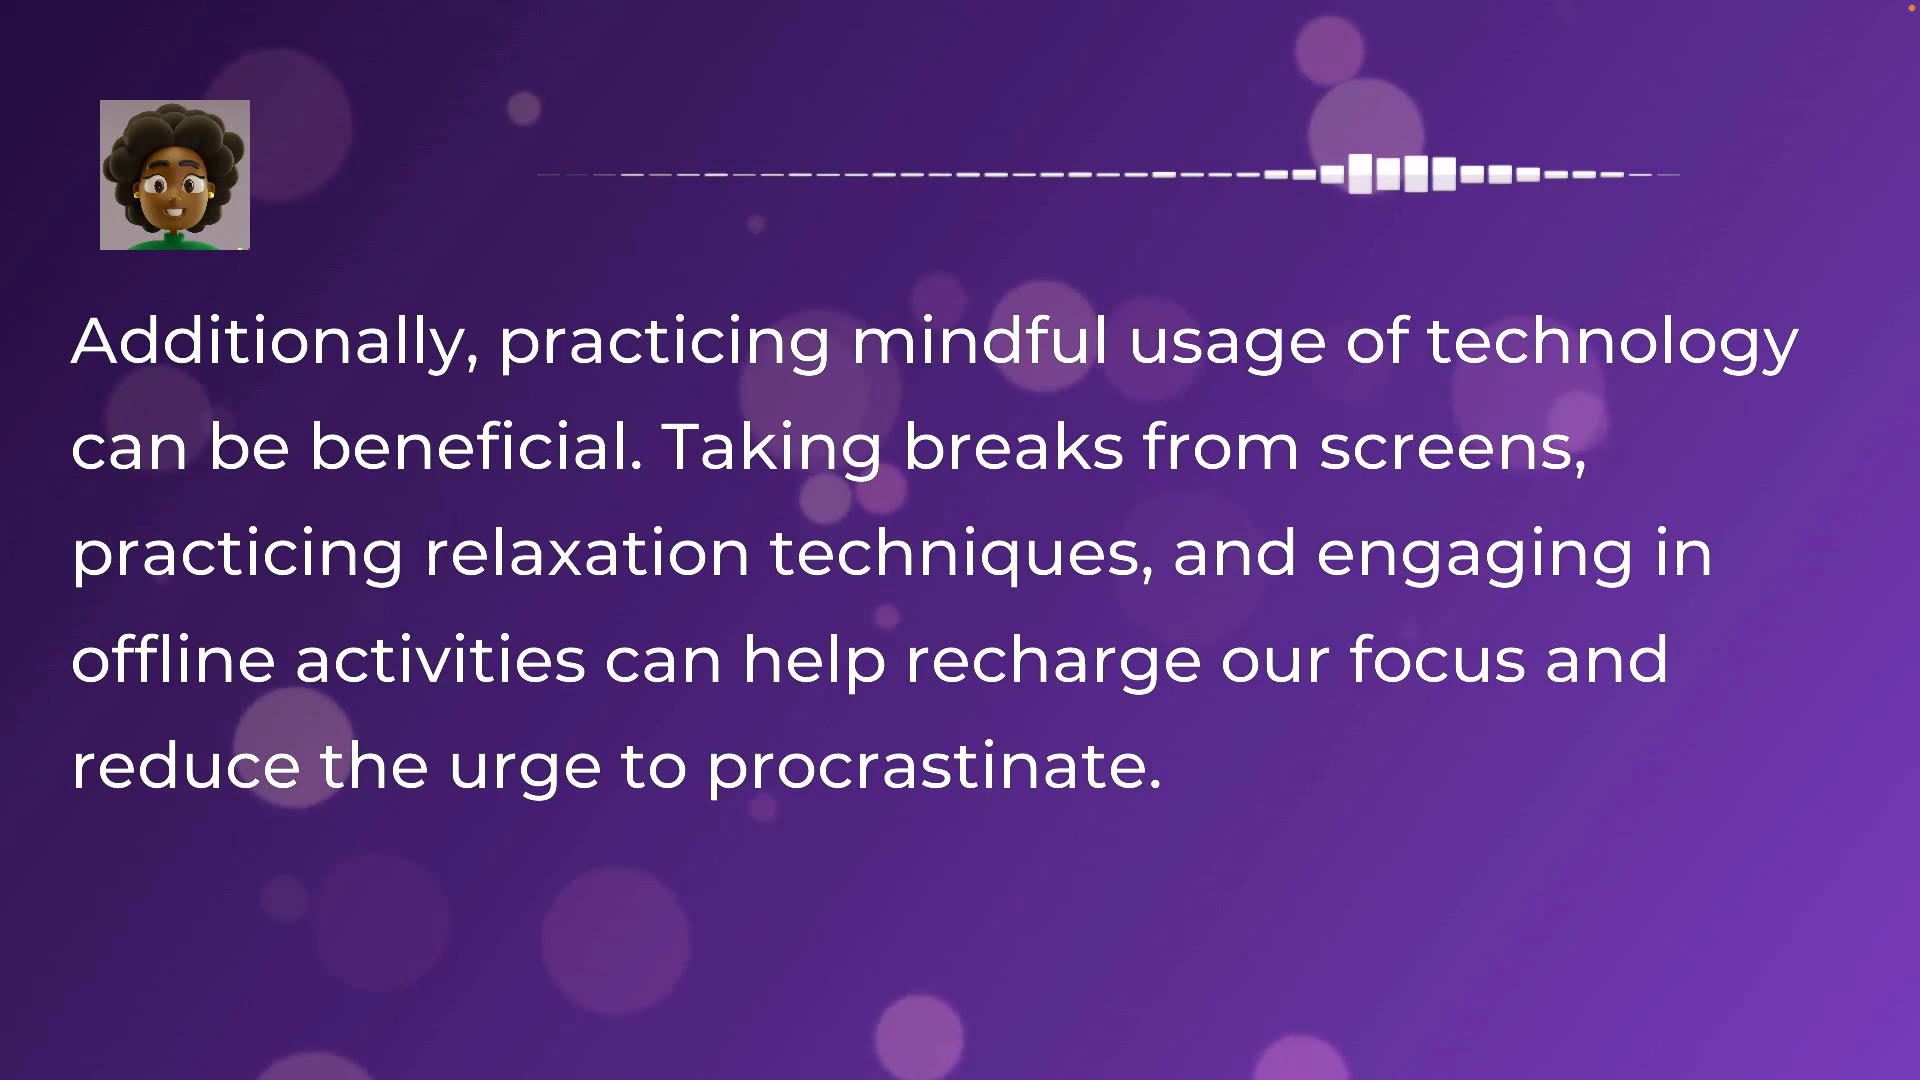 Additionally, practicing mindful usage of technology
can be beneficial. Taking breaks from screens,
practicing relaxation techniques, and engaging in
offline activities can help recharge our focus and
reduce the urge to procrastinate.